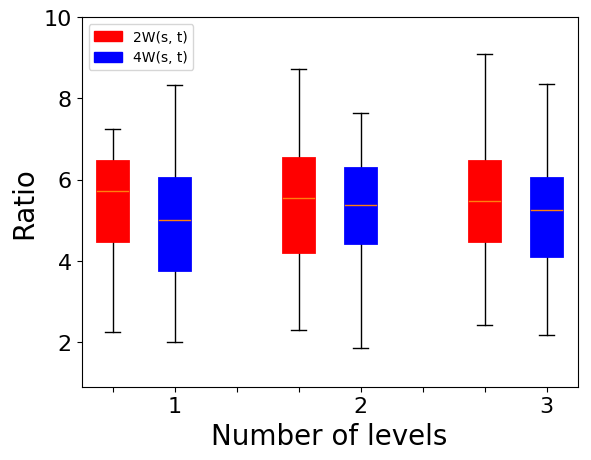 2W(s, t)
4W(s, t)
Ratio
10
8
6
4
2
1 2 3
Number of levels